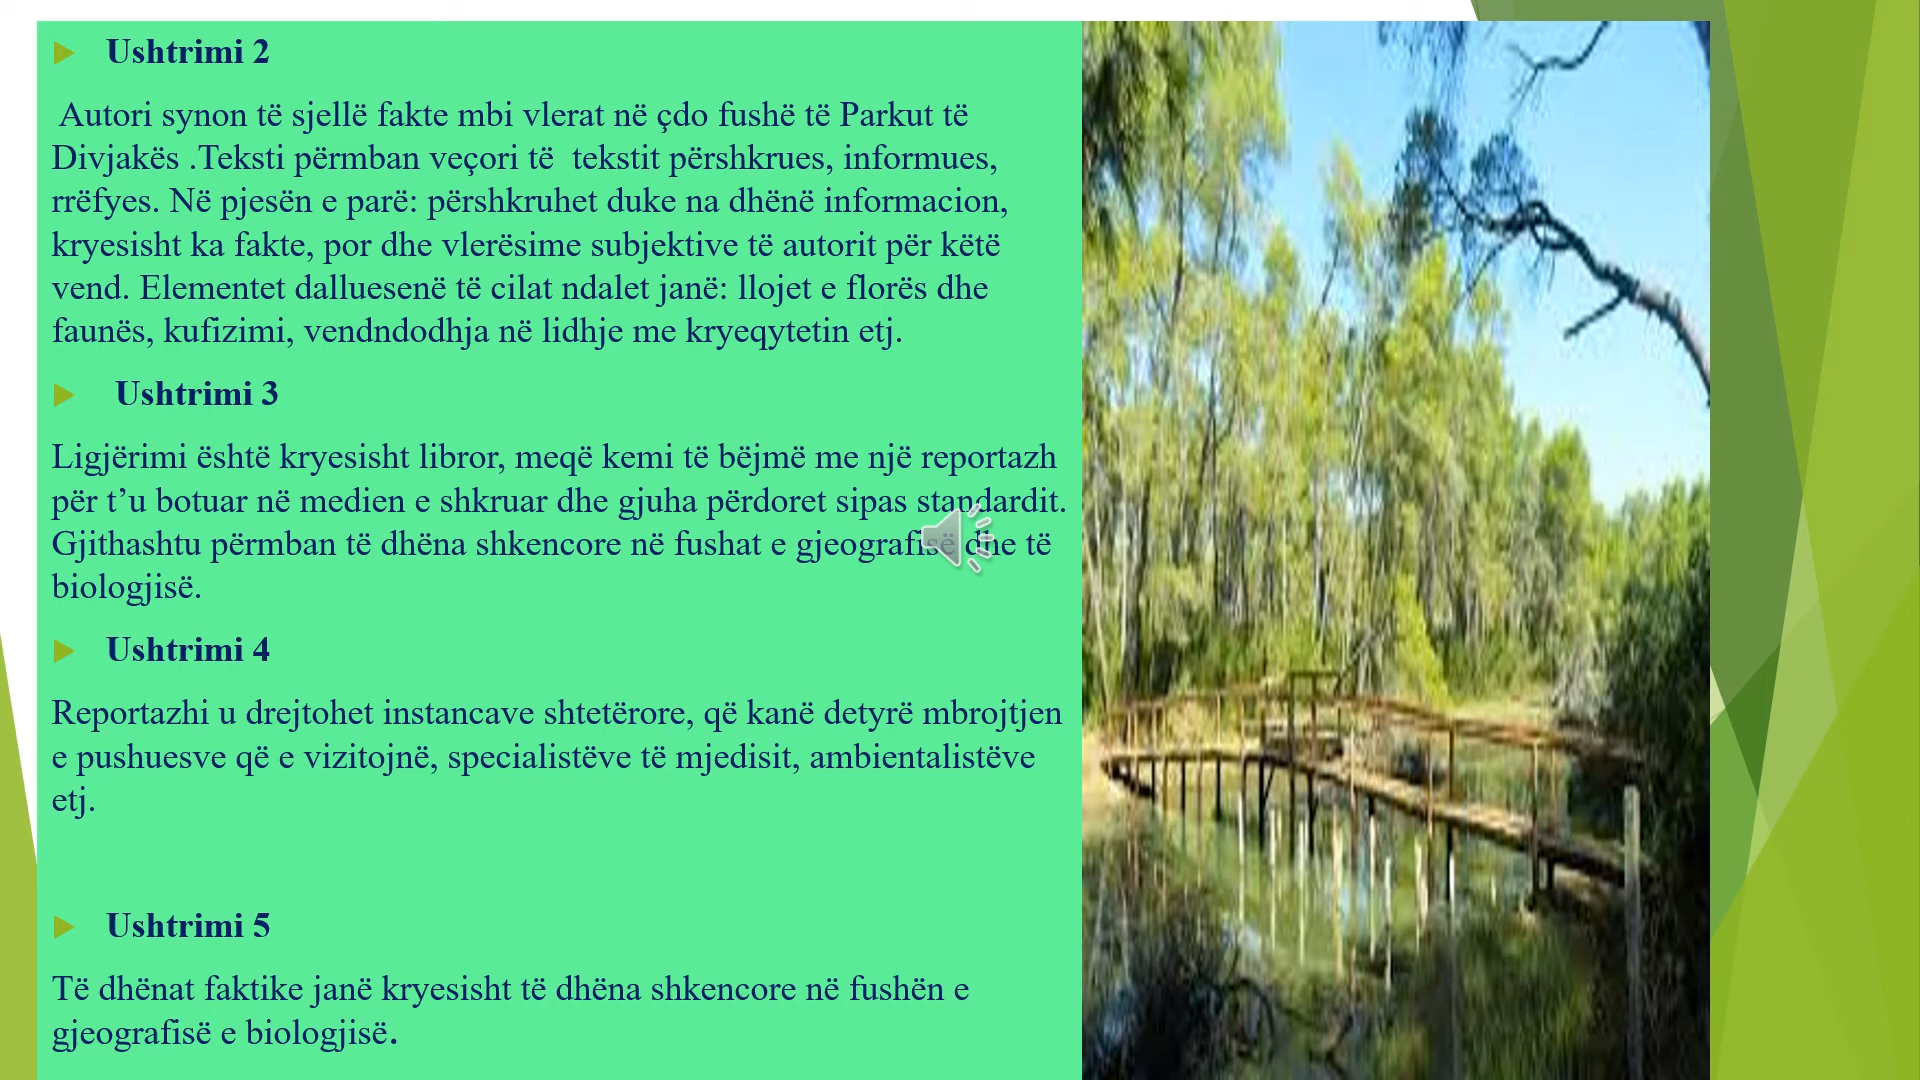 Ushtrimi 2
Autori synon të sjellë fakte mbi vlerat në çdo fushë të Parkut të
Divjakës .Teksti përmban veçori të  tekstit përshkrues, informues,
rrëfyes. Në pjesën e parë: përshkruhet duke na dhënë informacion,
kryesisht ka fakte, por dhe vlerësime subjektive të autorit për këtë
vend. Elementet dalluesenë të cilat ndalet janë: llojet e florës dhe
faunës, kufizimi, vendndodhja në lidhje me kryeqytetin etj.
Ushtrimi 3
Ligjërimi është kryesisht libror, meqë kemi të bëjmë me një reportazh
për t’u botuar në medien e shkruar dhe gjuha përdoret sipas standardit.
Gjithashtu përmban të dhëna shkencore në fushat e gjeografisë dhe të
biologjisë.
Ushtrimi 4
Reportazhi u drejtohet instancave shtetërore, që kanë detyrë mbrojtjen
e pushuesve që e vizitojnë, specialistëve të mjedisit, ambientalistëve
etj.
Ushtrimi 5
Të dhënat faktike janë kryesisht të dhëna shkencore në fushën e
gjeografisë e biologjisë.